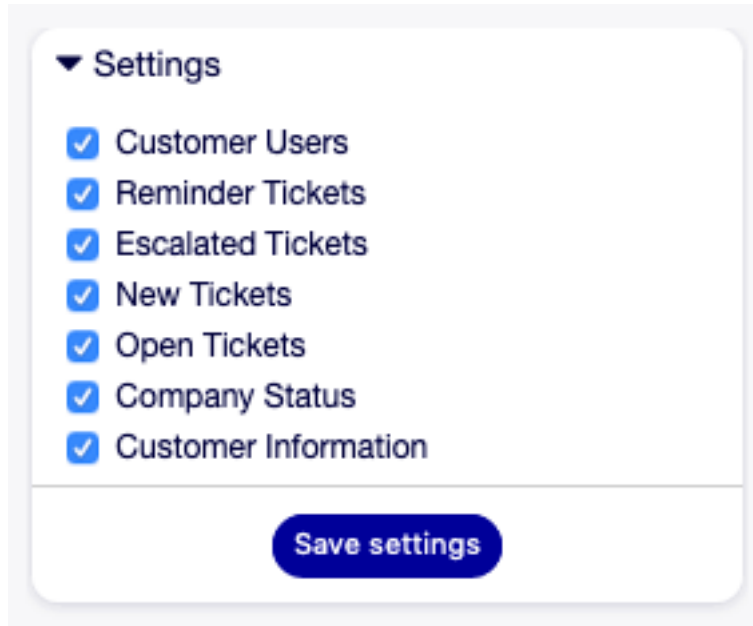 Settings
Customer Users
Reminder Tickets
Escalated Tickets
New Tickets
Open Tickets
Company Status
Customer Information
Save settings